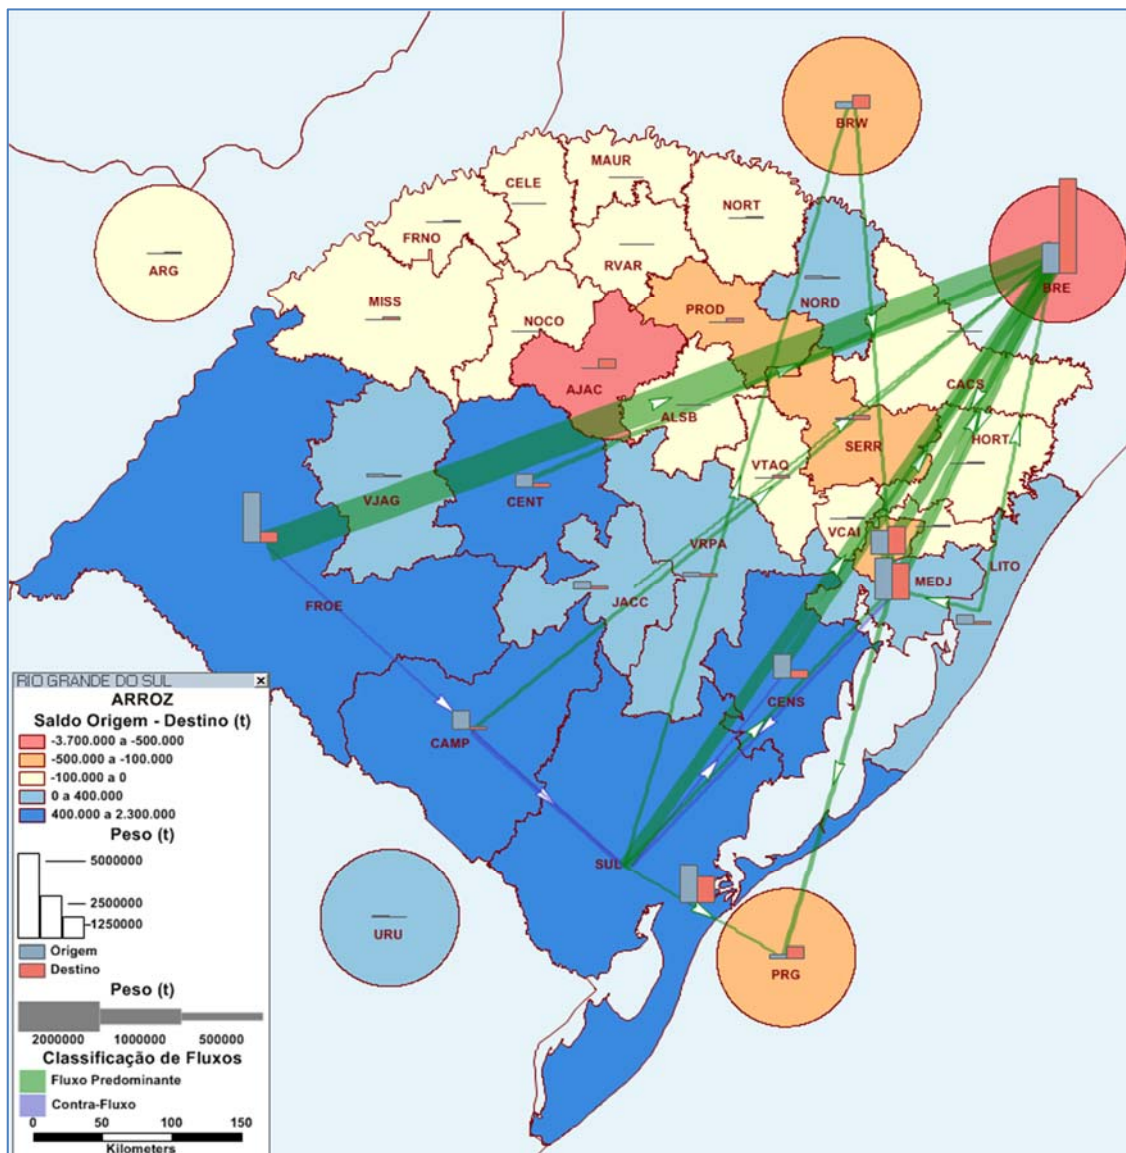 BRW
MAUR
CELE
NORT
FRNO
ARG
RVAR
BRE
MISS
PROD
NORD
NOCO
AJAC
CACS
ALSB
HORT
SERR
VTAQ
VJAG
CENT
VCAI
VRPA
LITO
MEDJ
JACC
FROE
CENS
CAMP
SUL
URU
PRG
RIO GRANDE DO SUL
ARROZ
Saldo Origem - Destino (t)
-3.700.000 a -500.000
-500.000 a -100.000
-100.000 a 0
0 a 400.000
400.000 a 2.300.000
Peso (t)
5000000
2500000
1250000
Origem
Destino
Peso (t)
2000000 1000000 500000
Classificação de Fluxos
Fluxo Predominante
Contra-Fluxo
0 50 100 150
Kilometers